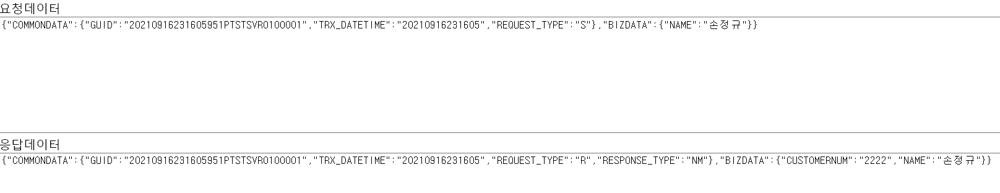 요청데이터
{"COMMONDATA":{"GUID":"20210916231605951PTSTSVR0100001","TRX_DATETIME":"20210916231605","REQUEST_TYPE":"S"},"BIZDATA":{"NAME":"손정규"}}
응답데이터
{"COMMONDATA":{"GUID":"20210916231605951PTSTSVR0100001","TRX_DATETIME":"20210916231605","REQUEST_TYPE":"R","RESPONSE_TYPE":"NM"},"BIZDATA":{"CUSTOMERNUM":"2222","NAME":"손정규"}}